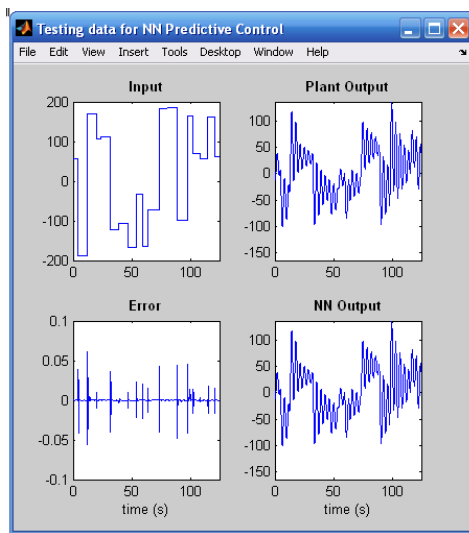 Testing data for NN Predictive Control
File Edit View Insert Tools Desktop Window Help
Input
200
100
0
-100
-200
0 50 100
Plant Output
100
50
0
-50
-100
-150
0 50 100
Error
0.1
0.05
0
-0.05
-0.1
0 50 100
time (s)
NN Output
100
50
0
-50
-100
-150
0 50 100
time (s)